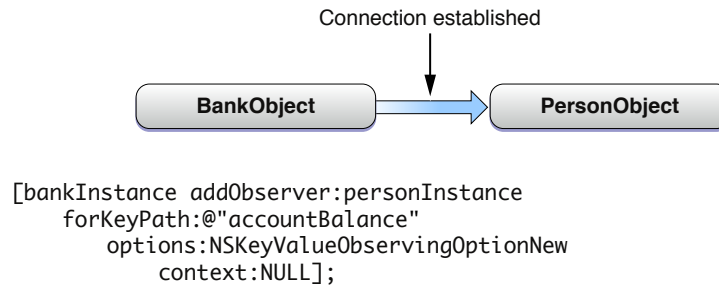 Connection established
BankObject
PersonObject
[bankInstance addObserver:personInstance
forKeyPath:@"accountBalance"
options:NSKeyValueObservingOptionNew
context:NULL];